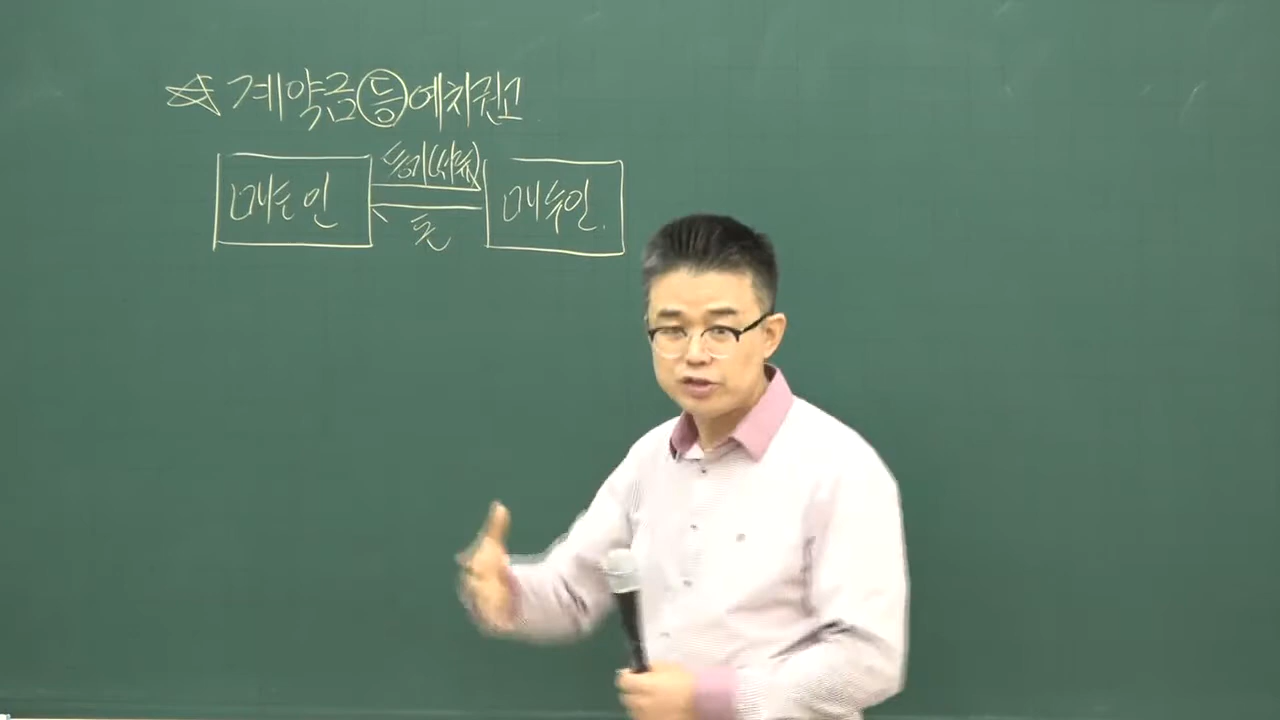 ☆ 계약금 등 예치권고
등기(서류)
매도인
매수인.
돈